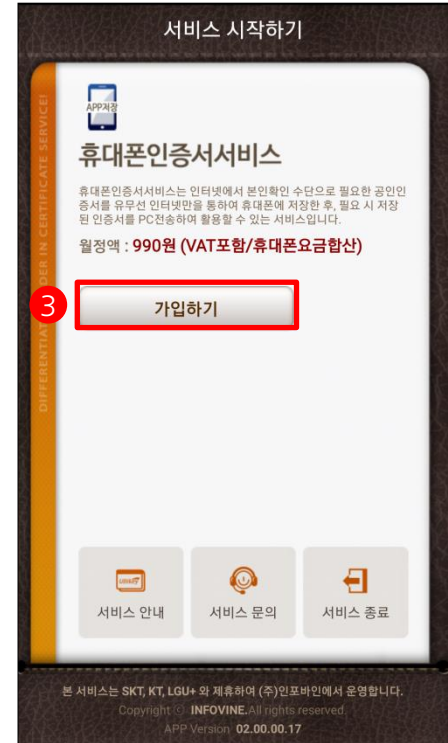 서비스 시작하기
APP저장
휴대폰인증서서비스
휴대폰인증서서비스는 인터넷에서 본인확인 수단으로 필요한 공인인
증서를 유무선 인터넷만을 통하여 휴대폰에 저장한 후, 필요 시 저장
된 인증서를 PC전송하여 활용할 수 있는 서비스입니다.
월정액 : 990원 (VAT포함/휴대폰요금합산)
3
가입하기
서비스 안내
서비스 문의
서비스 종료
본 서비스는 SKT, KT, LGU+ 와 제휴하여 (주)인포바인에서 운영합니다.
Copyright ⓒ INFOVINE.All rights reserved.
APP Version 02.00.00.17